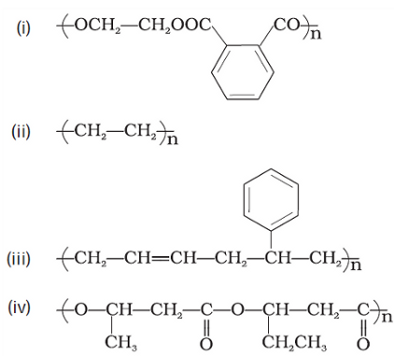 (i) -(OCH₂—CH₂OOC CO)-n
(ii) -(CH₂—CH₂)-n
(iii) -(CH₂—CH=CH—CH₂—CH—CH₂)-n
(iv) -(O—CH—CH₂—C—O—CH—CH₂—C)-n
CH₃ O CH₂CH₃ O